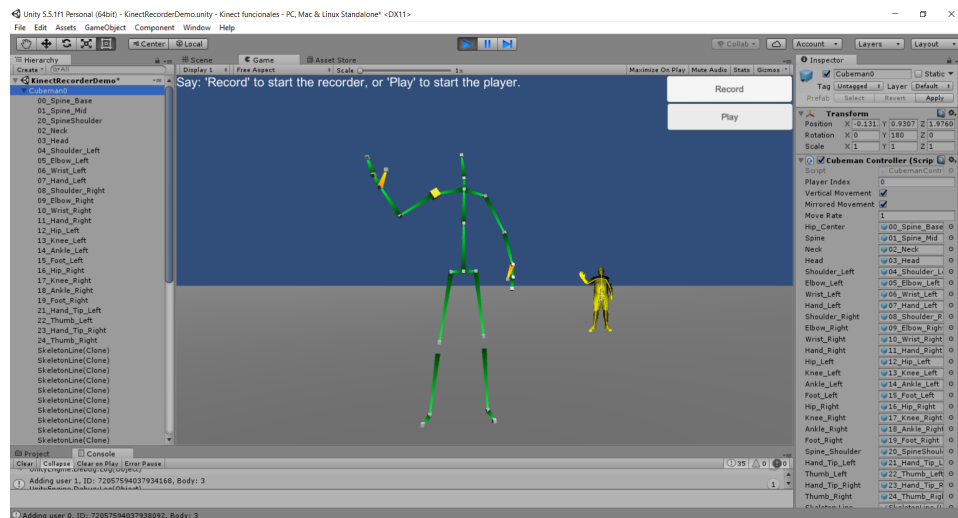 Unity 5.5.1f1 Personal (64bit) - KinectRecorderDemo.unity - Kinect funcionales - PC, Mac & Linux Standalone* <DX11>
File Edit Assets GameObject Component Window Help
Center Local Collab Account Layers Layout
Hierarchy
Create All
KinectRecorderDemo*
Cubeman0
00_Spine_Base
01_Spine_Mid
20_SpineShoulder
02_Neck
03_Head
04_Shoulder_Left
05_Elbow_Left
06_Wrist_Left
07_Hand_Left
08_Shoulder_Right
09_Elbow_Right
10_Wrist_Right
11_Hand_Right
12_Hip_Left
13_Knee_Left
14_Ankle_Left
15_Foot_Left
16_Hip_Right
17_Knee_Right
18_Ankle_Right
19_Foot_Right
21_Hand_Tip_Left
22_Thumb_Left
23_Hand_Tip_Right
24_Thumb_Right
SkeletonLine(Clone)
SkeletonLine(Clone)
SkeletonLine(Clone)
SkeletonLine(Clone)
SkeletonLine(Clone)
SkeletonLine(Clone)
SkeletonLine(Clone)
SkeletonLine(Clone)
Scene Game Asset Store
Display 1 Free Aspect Scale 1x Maximize On Play Mute Audio Stats Gizmos
Say: 'Record' to start the recorder, or 'Play' to start the player.
Record
Play
Inspector
Cubeman0 Static
Tag Untagged Layer Default
Prefab Select Revert Apply
Transform
Position X -0.131 Y 0.9307 Z 1.9760
Rotation X 0 Y 180 Z 0
Scale X 1 Y 1 Z 1
Cubeman Controller (Scrip
Script CubemanContr
Player Index 0
Vertical Movement
Mirrored Movement
Move Rate 1
Hip_Center 00_Spine_Base
Spine 01_Spine_Mid
Neck 02_Neck
Head 03_Head
Shoulder_Left 04_Shoulder_L
Elbow_Left 05_Elbow_Left
Wrist_Left 06_Wrist_Left
Hand_Left 07_Hand_Left
Shoulder_Right 08_Shoulder_R
Elbow_Right 09_Elbow_Righ
Wrist_Right 10_Wrist_Right
Hand_Right 11_Hand_Right
Hip_Left 12_Hip_Left
Knee_Left 13_Knee_Left
Ankle_Left 14_Ankle_Left
Foot_Left 15_Foot_Left
Hip_Right 16_Hip_Right
Knee_Right 17_Knee_Right
Ankle_Right 18_Ankle_Right
Foot_Right 19_Foot_Right
Spine_Shoulder 20_SpineShoul
Hand_Tip_Left 21_Hand_Tip_L
Thumb_Left 22_Thumb_Left
Hand_Tip_Right 23_Hand_Tip_R
Thumb_Right 24_Thumb_Rigl
Skeleton Line
Project Console
Clear Collapse Clear on Play Error Pause 35 0 0
UnityEngine.Debug:Log(Object)
Adding user 1, ID: 72057594037934168, Body: 3 1
UnityEngine.Debug:Log(Object)
Adding user 0, ID: 72057594037938092, Body: 3